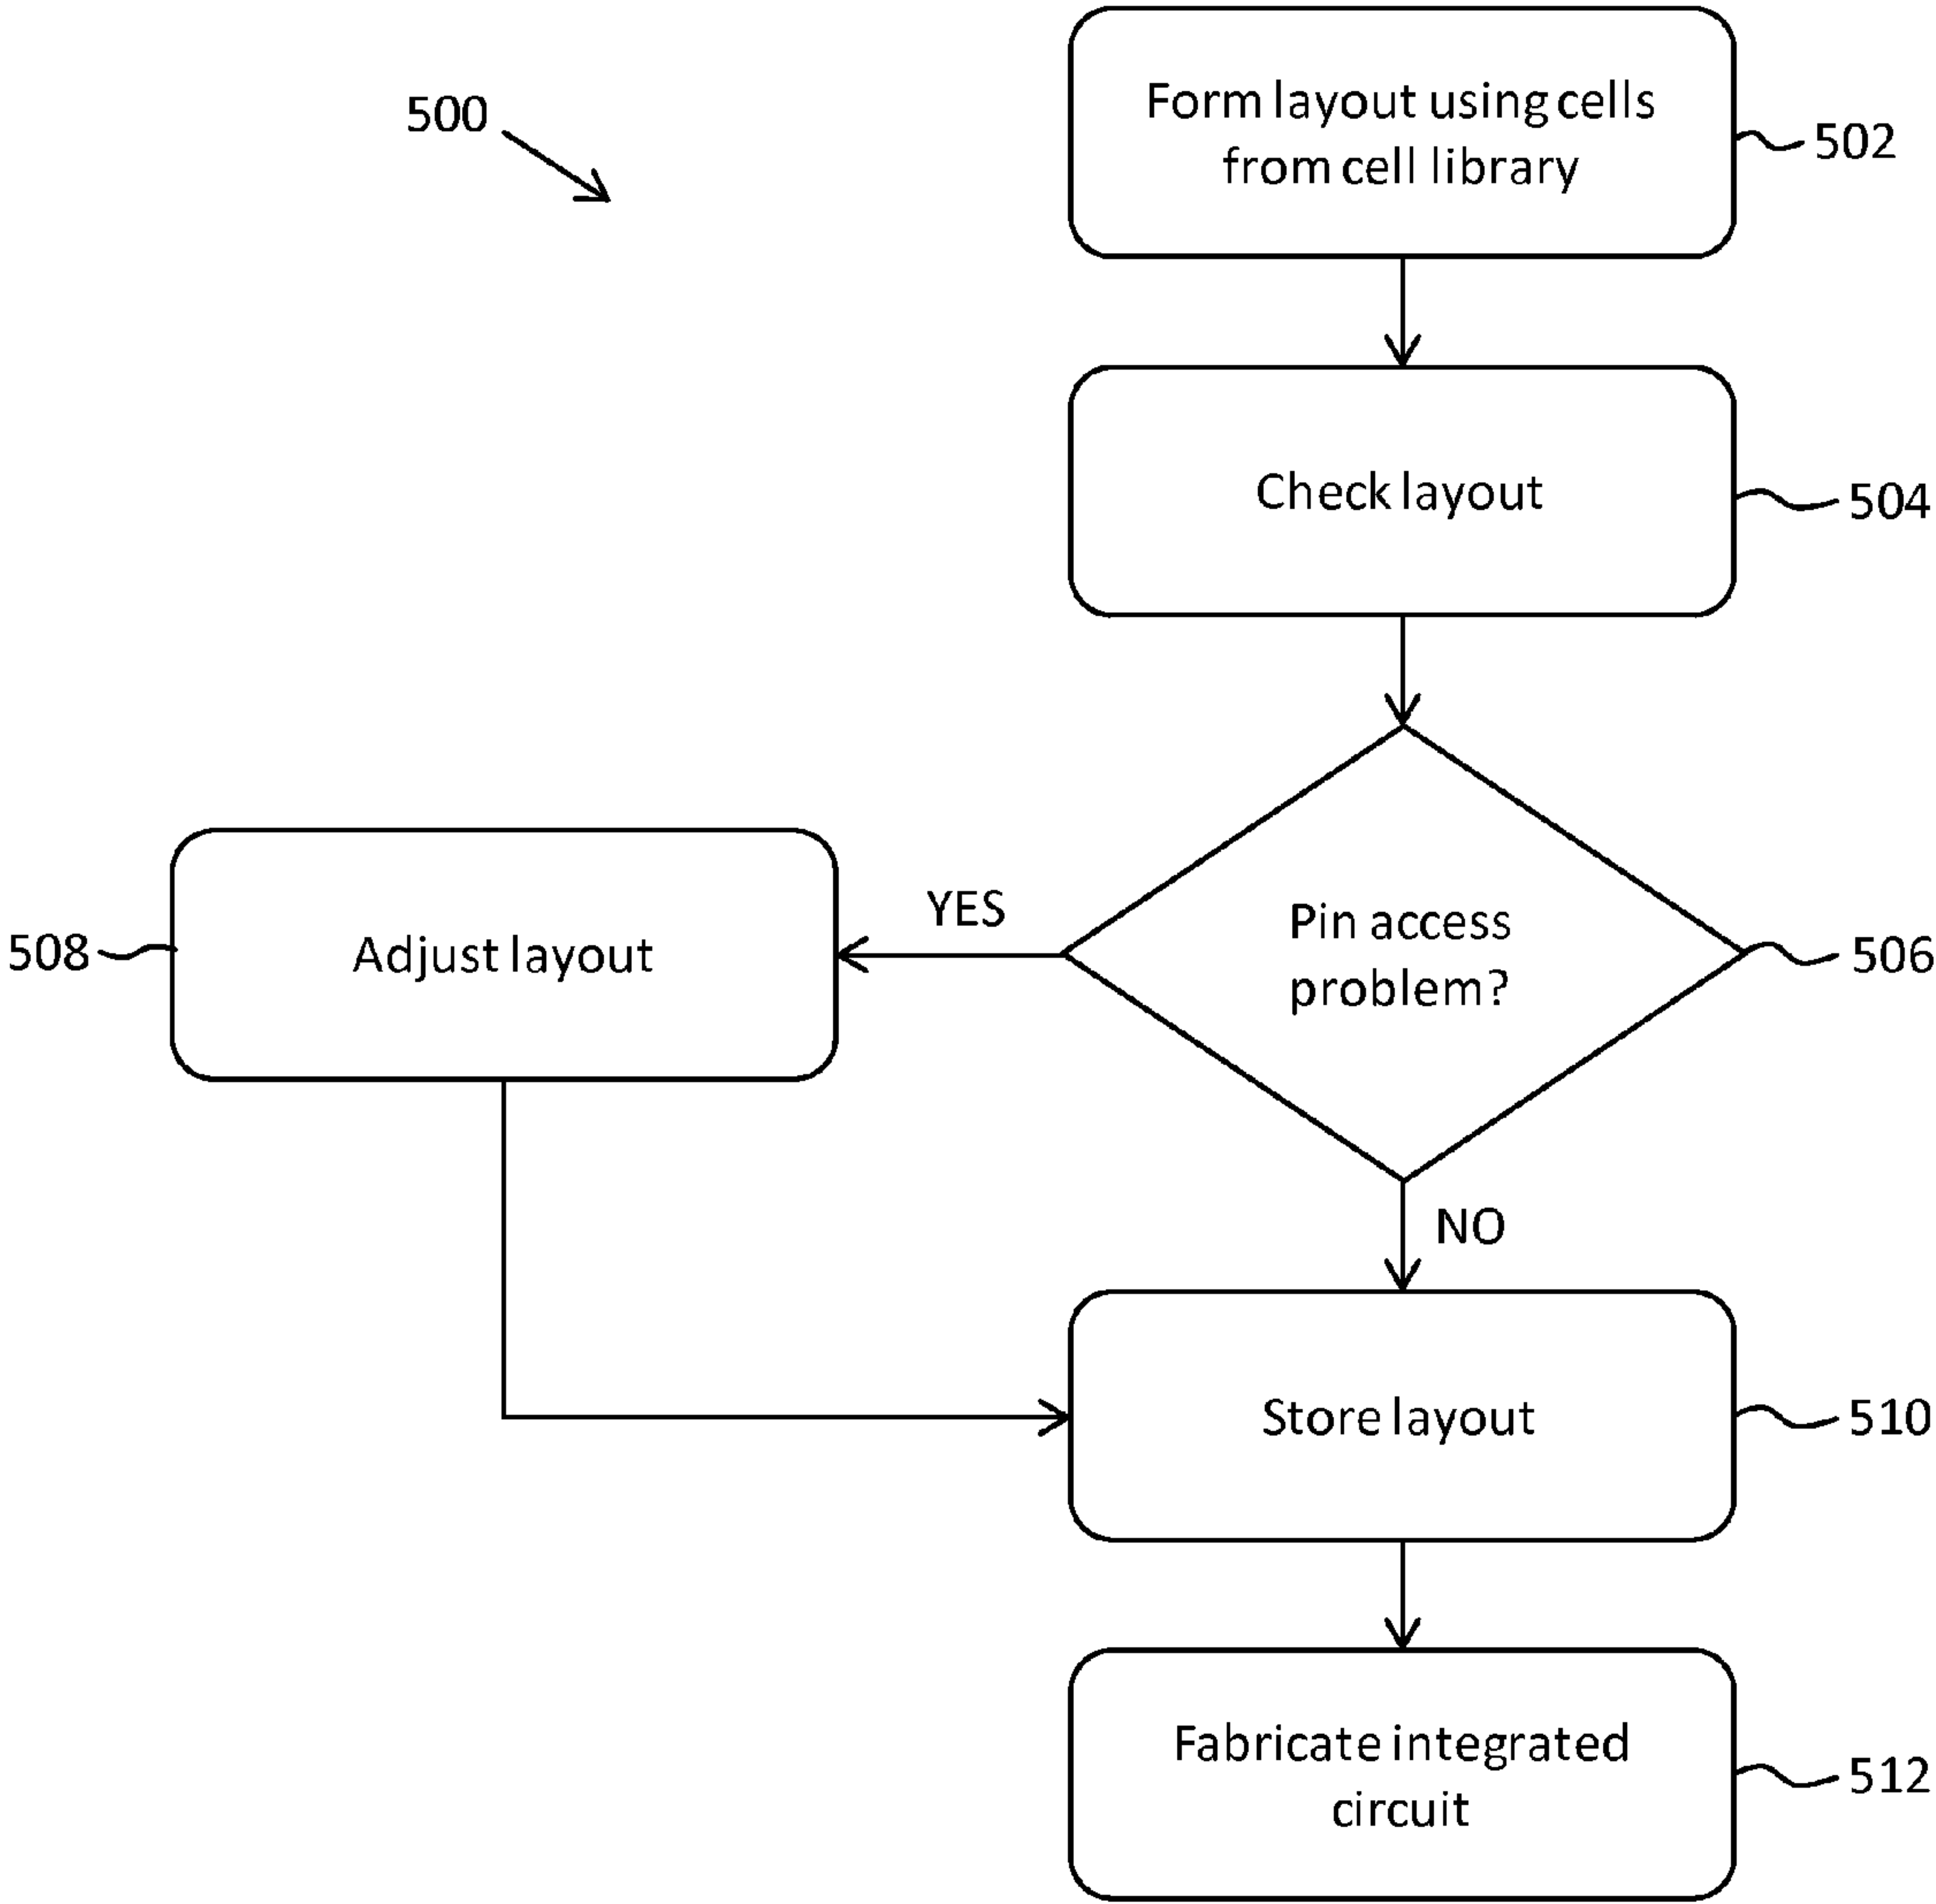 500
Form layout using cells
from cell library
502
Check layout
504
Pin access
problem?
506
YES
Adjust layout
508
NO
Store layout
510
Fabricate integrated
circuit
512